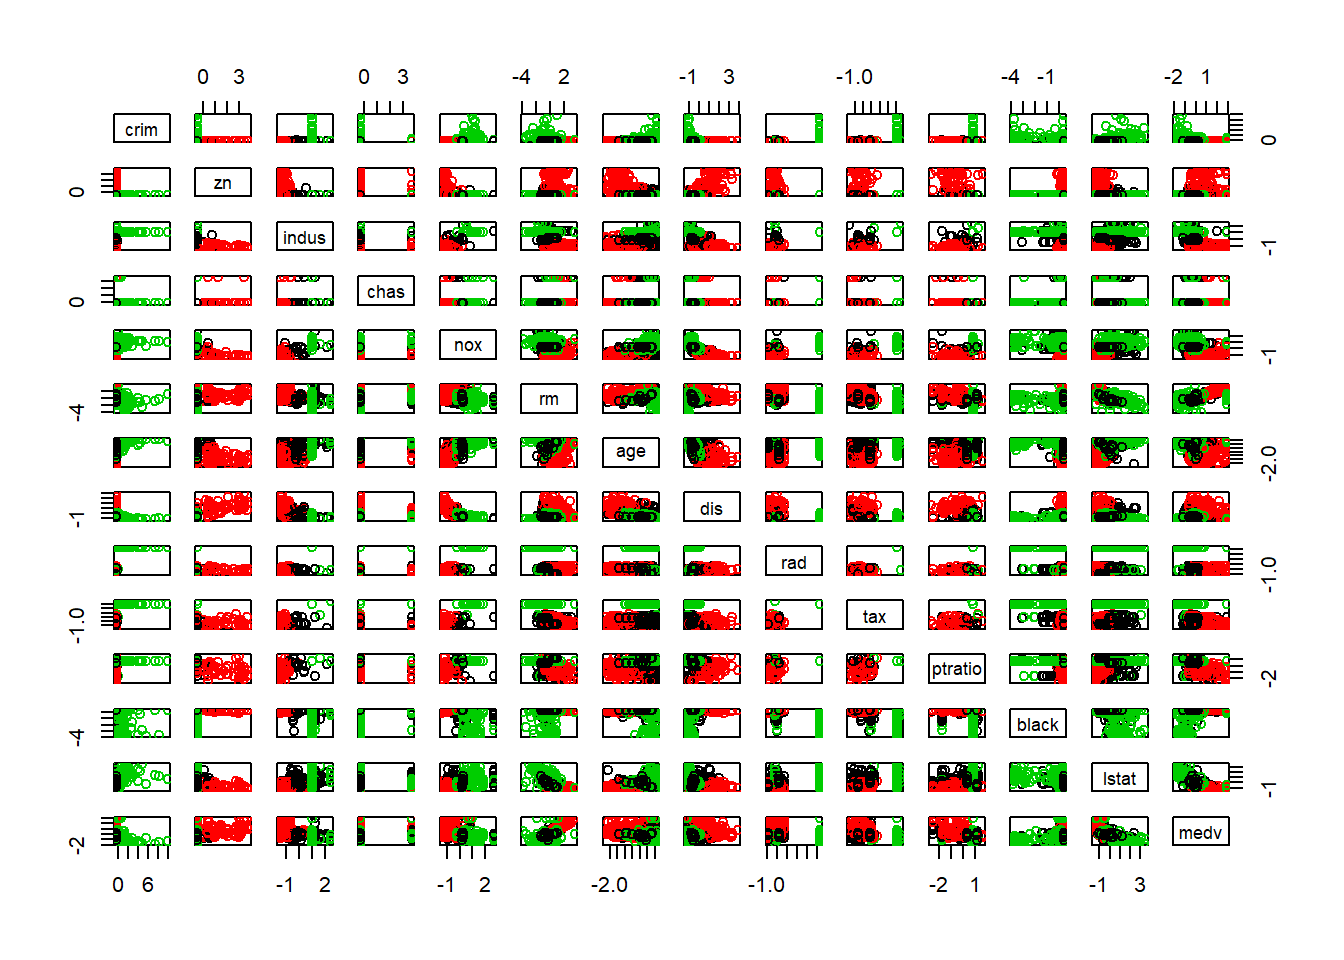 0 3 0 3 -4 2 -1 3 -1.0 -4 -1 -2 1
crim 0
0 zn
indus -1
0 chas
nox -1
-4 rm
age -2.0
-1 dis
rad -1.0
-1.0 tax
ptratio -2
-4 black
lstat -1
-2 medv
0 6 -1 2 -1 2 -2.0 -1.0 -2 1 -1 3